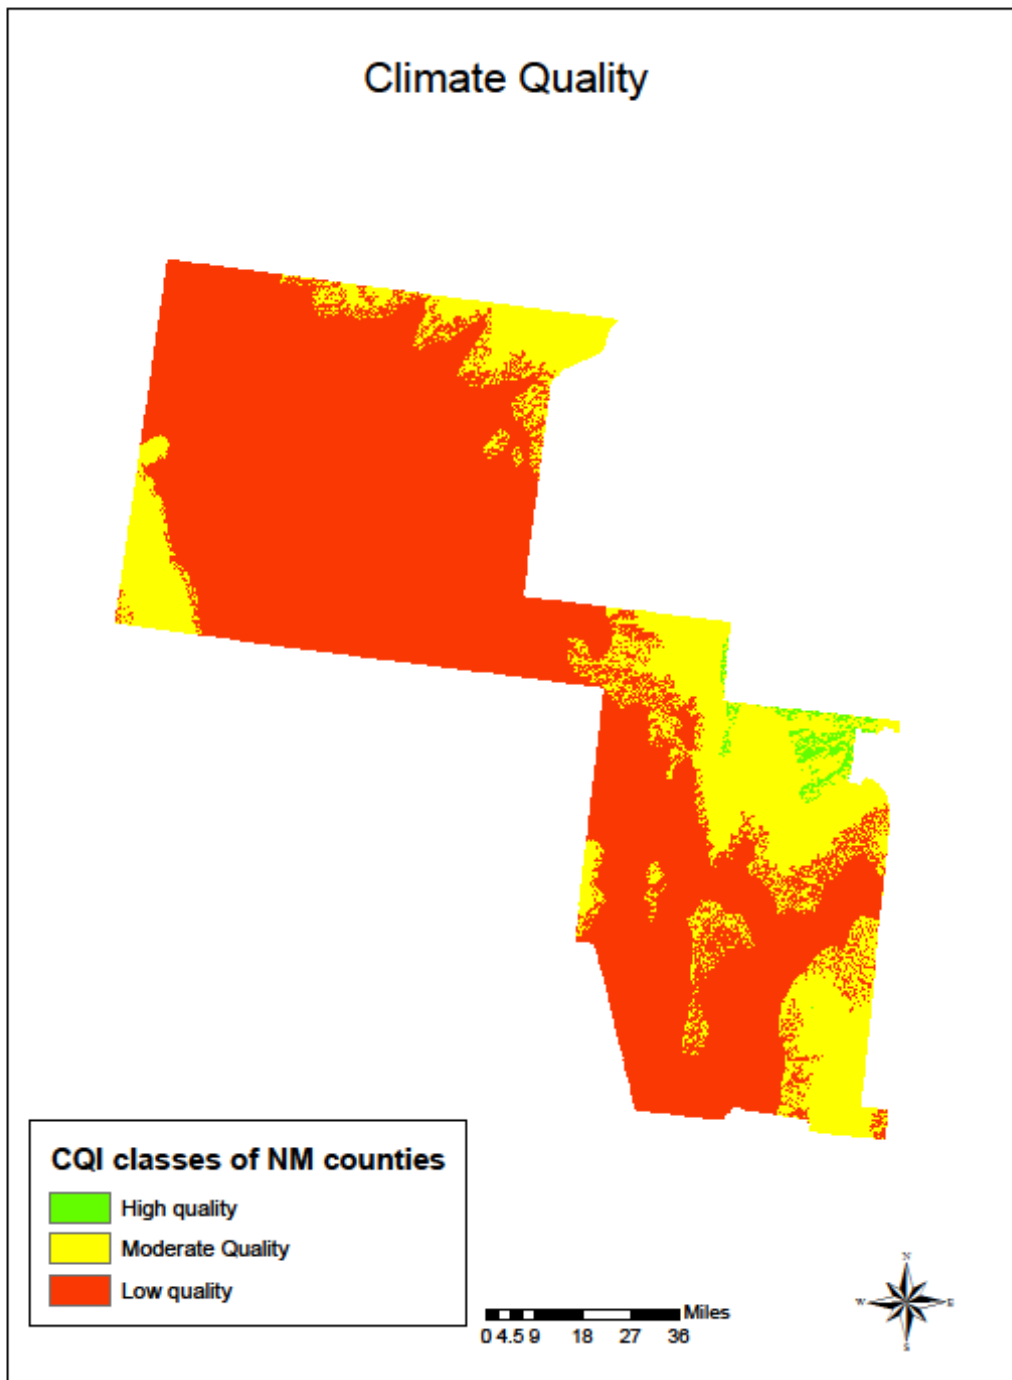 Climate Quality
CQI classes of NM counties
High quality
Moderate Quality
Low quality
Miles
0 4.5 9 18 27 36
N
W E
S